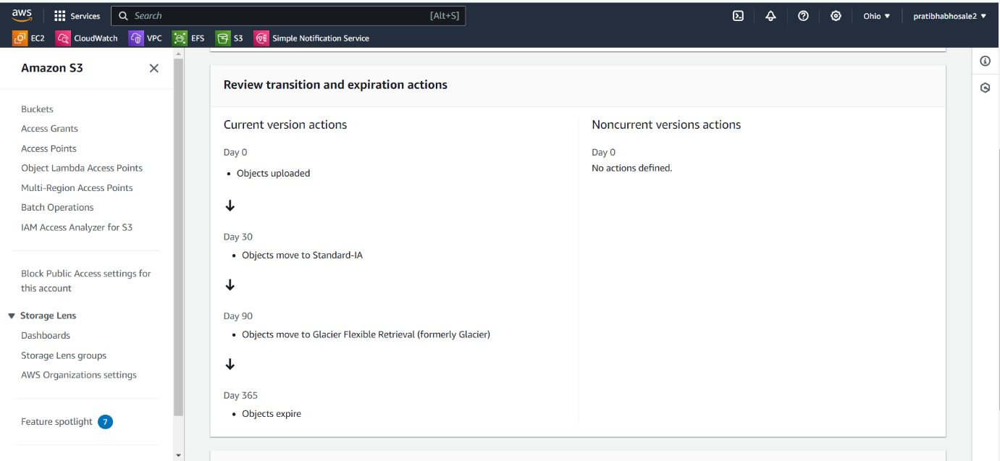 aws
Services
Search
[Alt+S]
Ohio
pratibhabhosale2
EC2
CloudWatch
VPC
EFS
S3
Simple Notification Service
Amazon S3
Buckets
Access Grants
Access Points
Object Lambda Access Points
Multi-Region Access Points
Batch Operations
IAM Access Analyzer for S3
Block Public Access settings for
this account
Storage Lens
Dashboards
Storage Lens groups
AWS Organizations settings
Feature spotlight 7
Review transition and expiration actions
Current version actions
Day 0
Objects uploaded
Day 30
Objects move to Standard-IA
Day 90
Objects move to Glacier Flexible Retrieval (formerly Glacier)
Day 365
Objects expire
Noncurrent versions actions
Day 0
No actions defined.